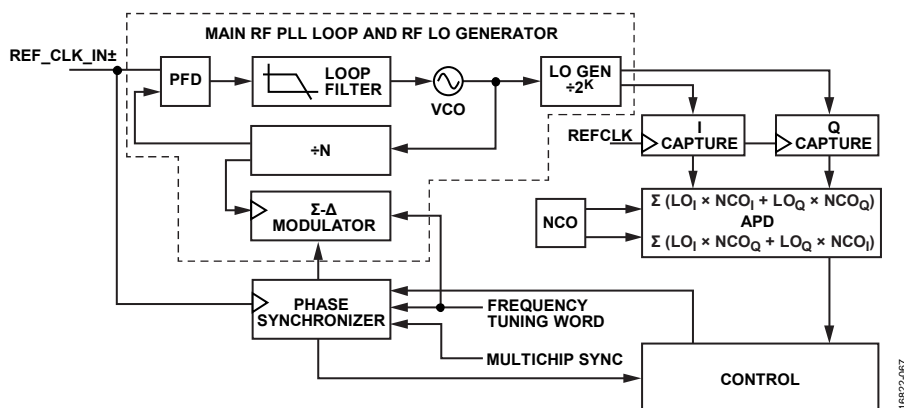 MAIN RF PLL LOOP AND RF LO GENERATOR
REF_CLK_IN±
PFD
LOOP
FILTER
VCO
LO GEN
÷2K
÷N
Σ-Δ
MODULATOR
REFCLK
I
CAPTURE
Q
CAPTURE
NCO
Σ (LOI × NCOI + LOQ × NCOQ)
APD
Σ (LOI × NCOQ + LOQ × NCOI)
PHASE
SYNCHRONIZER
FREQUENCY
TUNING WORD
MULTICHIP SYNC
CONTROL
16822-067